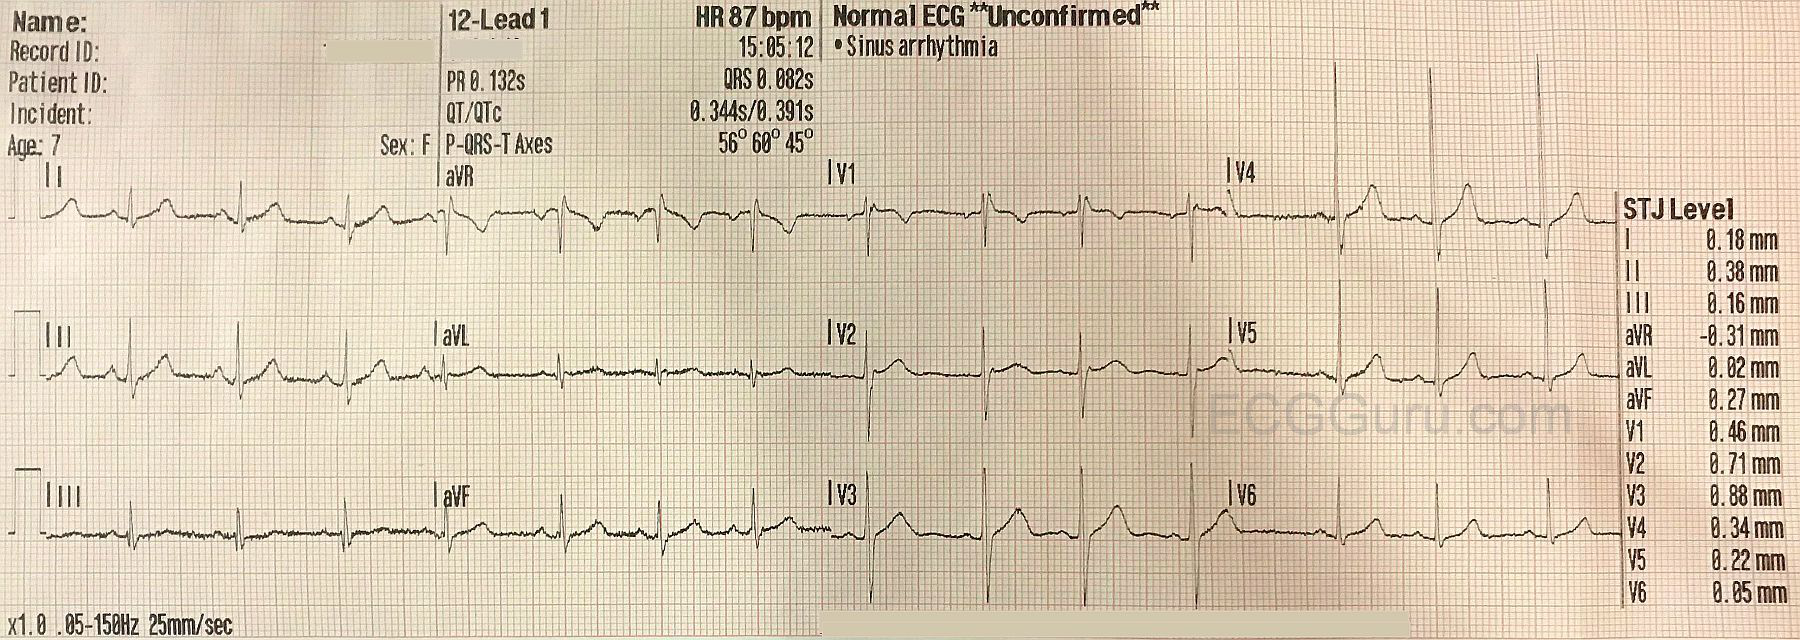 Name:
Record ID:
Patient ID:
Incident:
Age: 7 Sex: F
12-Lead 1 HR 87 bpm
15:05:12
PR 0.132s QRS 0.082s
QT/QTc 0.344s/0.391s
P-QRS-T Axes 56° 60° 45°
Normal ECG **Unconfirmed**
• Sinus arrhythmia
I aVR V1 V4
II aVL V2 V5
III aVF V3 V6
STJ Level
I 0.18 mm
II 0.38 mm
III 0.16 mm
aVR -0.31 mm
aVL 0.02 mm
aVF 0.27 mm
V1 0.46 mm
V2 0.71 mm
V3 0.88 mm
V4 0.34 mm
V5 0.22 mm
V6 0.05 mm
ECGGuru.com
x1.0 .05-150Hz 25mm/sec